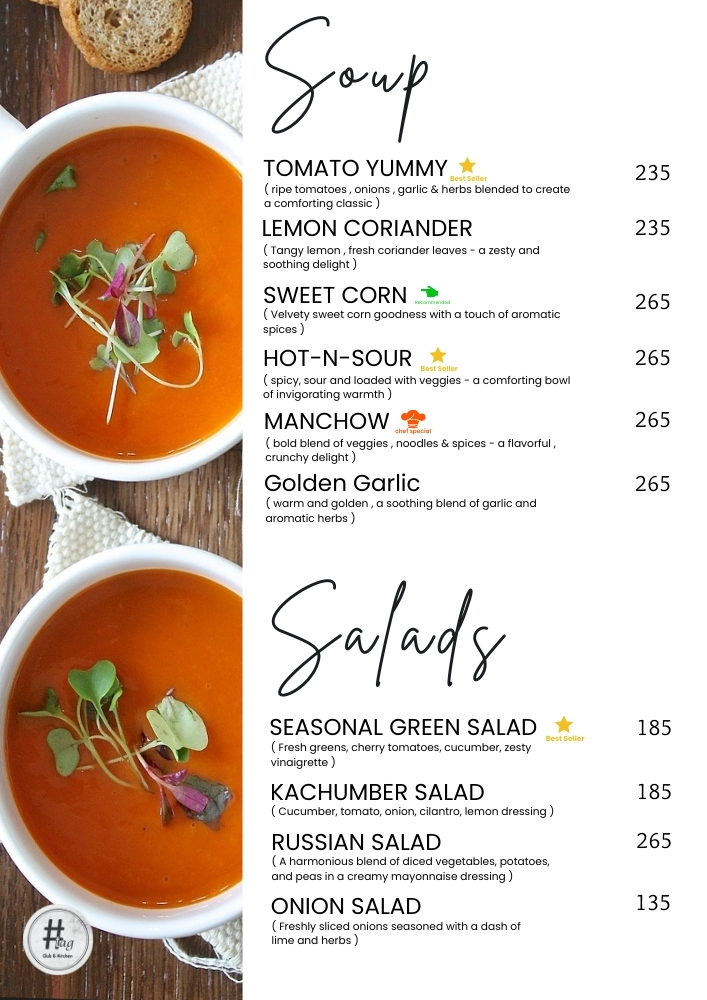 Soup
TOMATO YUMMY Best Seller 235
( ripe tomatoes , onions , garlic & herbs blended to create
a comforting classic )
LEMON CORIANDER 235
( Tangy lemon , fresh coriander leaves - a zesty and
soothing delight )
SWEET CORN Recommended 265
( Velvety sweet corn goodness with a touch of aromatic
spices )
HOT-N-SOUR Best Seller 265
( spicy, sour and loaded with veggies - a comforting bowl
of invigorating warmth )
MANCHOW chef special 265
( bold blend of veggies , noodles & spices - a flavorful ,
crunchy delight )
Golden Garlic 265
( warm and golden , a soothing blend of garlic and
aromatic herbs )
Salads
SEASONAL GREEN SALAD Best Seller 185
( Fresh greens, cherry tomatoes, cucumber, zesty
vinaigrette )
KACHUMBER SALAD 185
( Cucumber, tomato, onion, cilantro, lemon dressing )
RUSSIAN SALAD 265
( A harmonious blend of diced vegetables, potatoes,
and peas in a creamy mayonnaise dressing )
ONION SALAD 135
( Freshly sliced onions seasoned with a dash of
lime and herbs )
#tag
Club & Kitchen